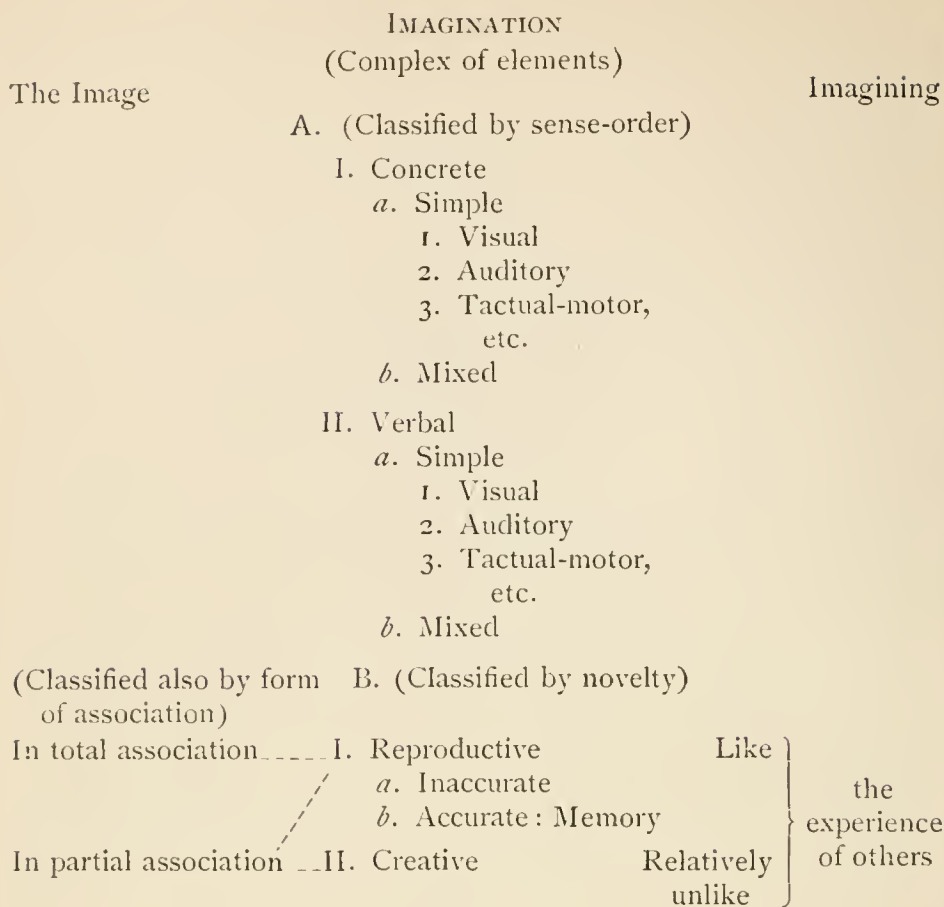 IMAGINATION
(Complex of elements)
The Image Imagining
A. (Classified by sense-order)
I. Concrete
a. Simple
1. Visual
2. Auditory
3. Tactual-motor,
etc.
b. Mixed
II. Verbal
a. Simple
1. Visual
2. Auditory
3. Tactual-motor,
etc.
b. Mixed
(Classified also by form B. (Classified by novelty)
of association)
In total association I. Reproductive Like
a. Inaccurate the
b. Accurate: Memory experience
In partial association II. Creative Relatively of others
unlike